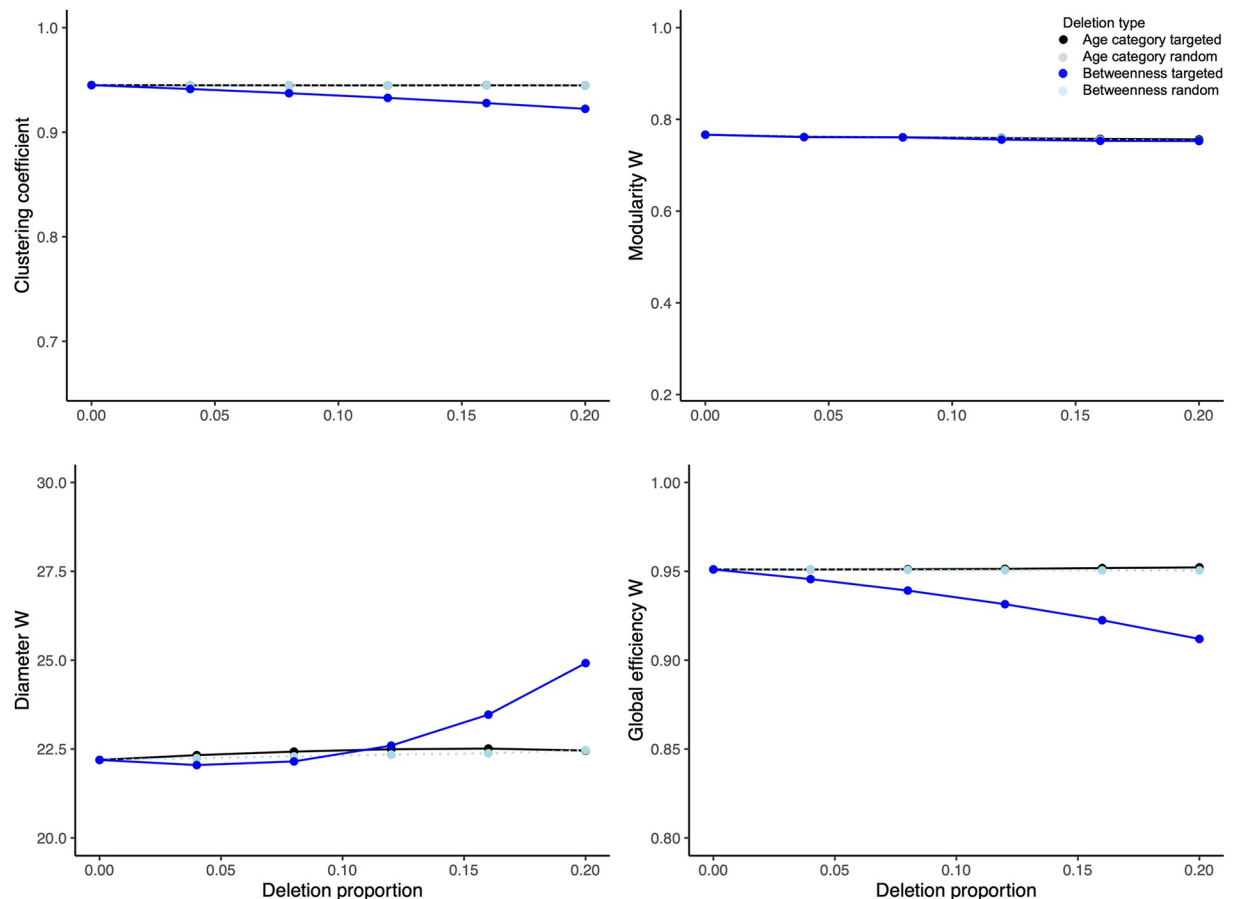 1.0
0.9
0.8
0.7
Clustering coefficient
0.00 0.05 0.10 0.15 0.20
1.0
0.8
0.6
0.4
0.2
Modularity W
0.00 0.05 0.10 0.15 0.20
Deletion type
Age category targeted
Age category random
Betweenness targeted
Betweenness random
30.0
27.5
25.0
22.5
20.0
Diameter W
0.00 0.05 0.10 0.15 0.20
Deletion proportion
1.00
0.95
0.90
0.85
0.80
Global efficiency W
0.00 0.05 0.10 0.15 0.20
Deletion proportion